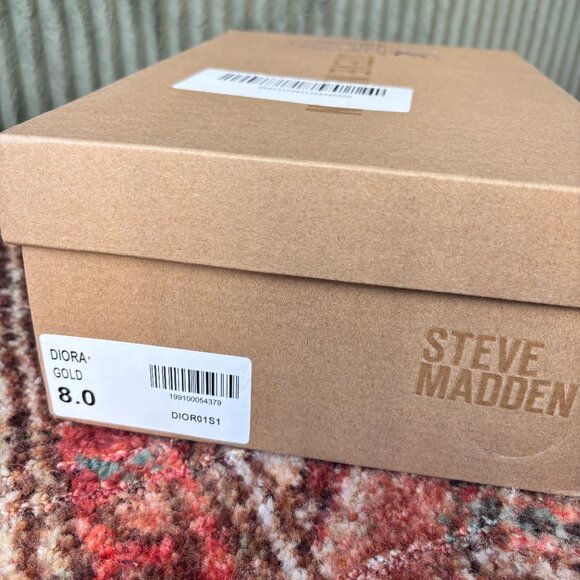 DIORA-
GOLD
8.0
199100054379
DIOR01S1
STEVE
MADDEN